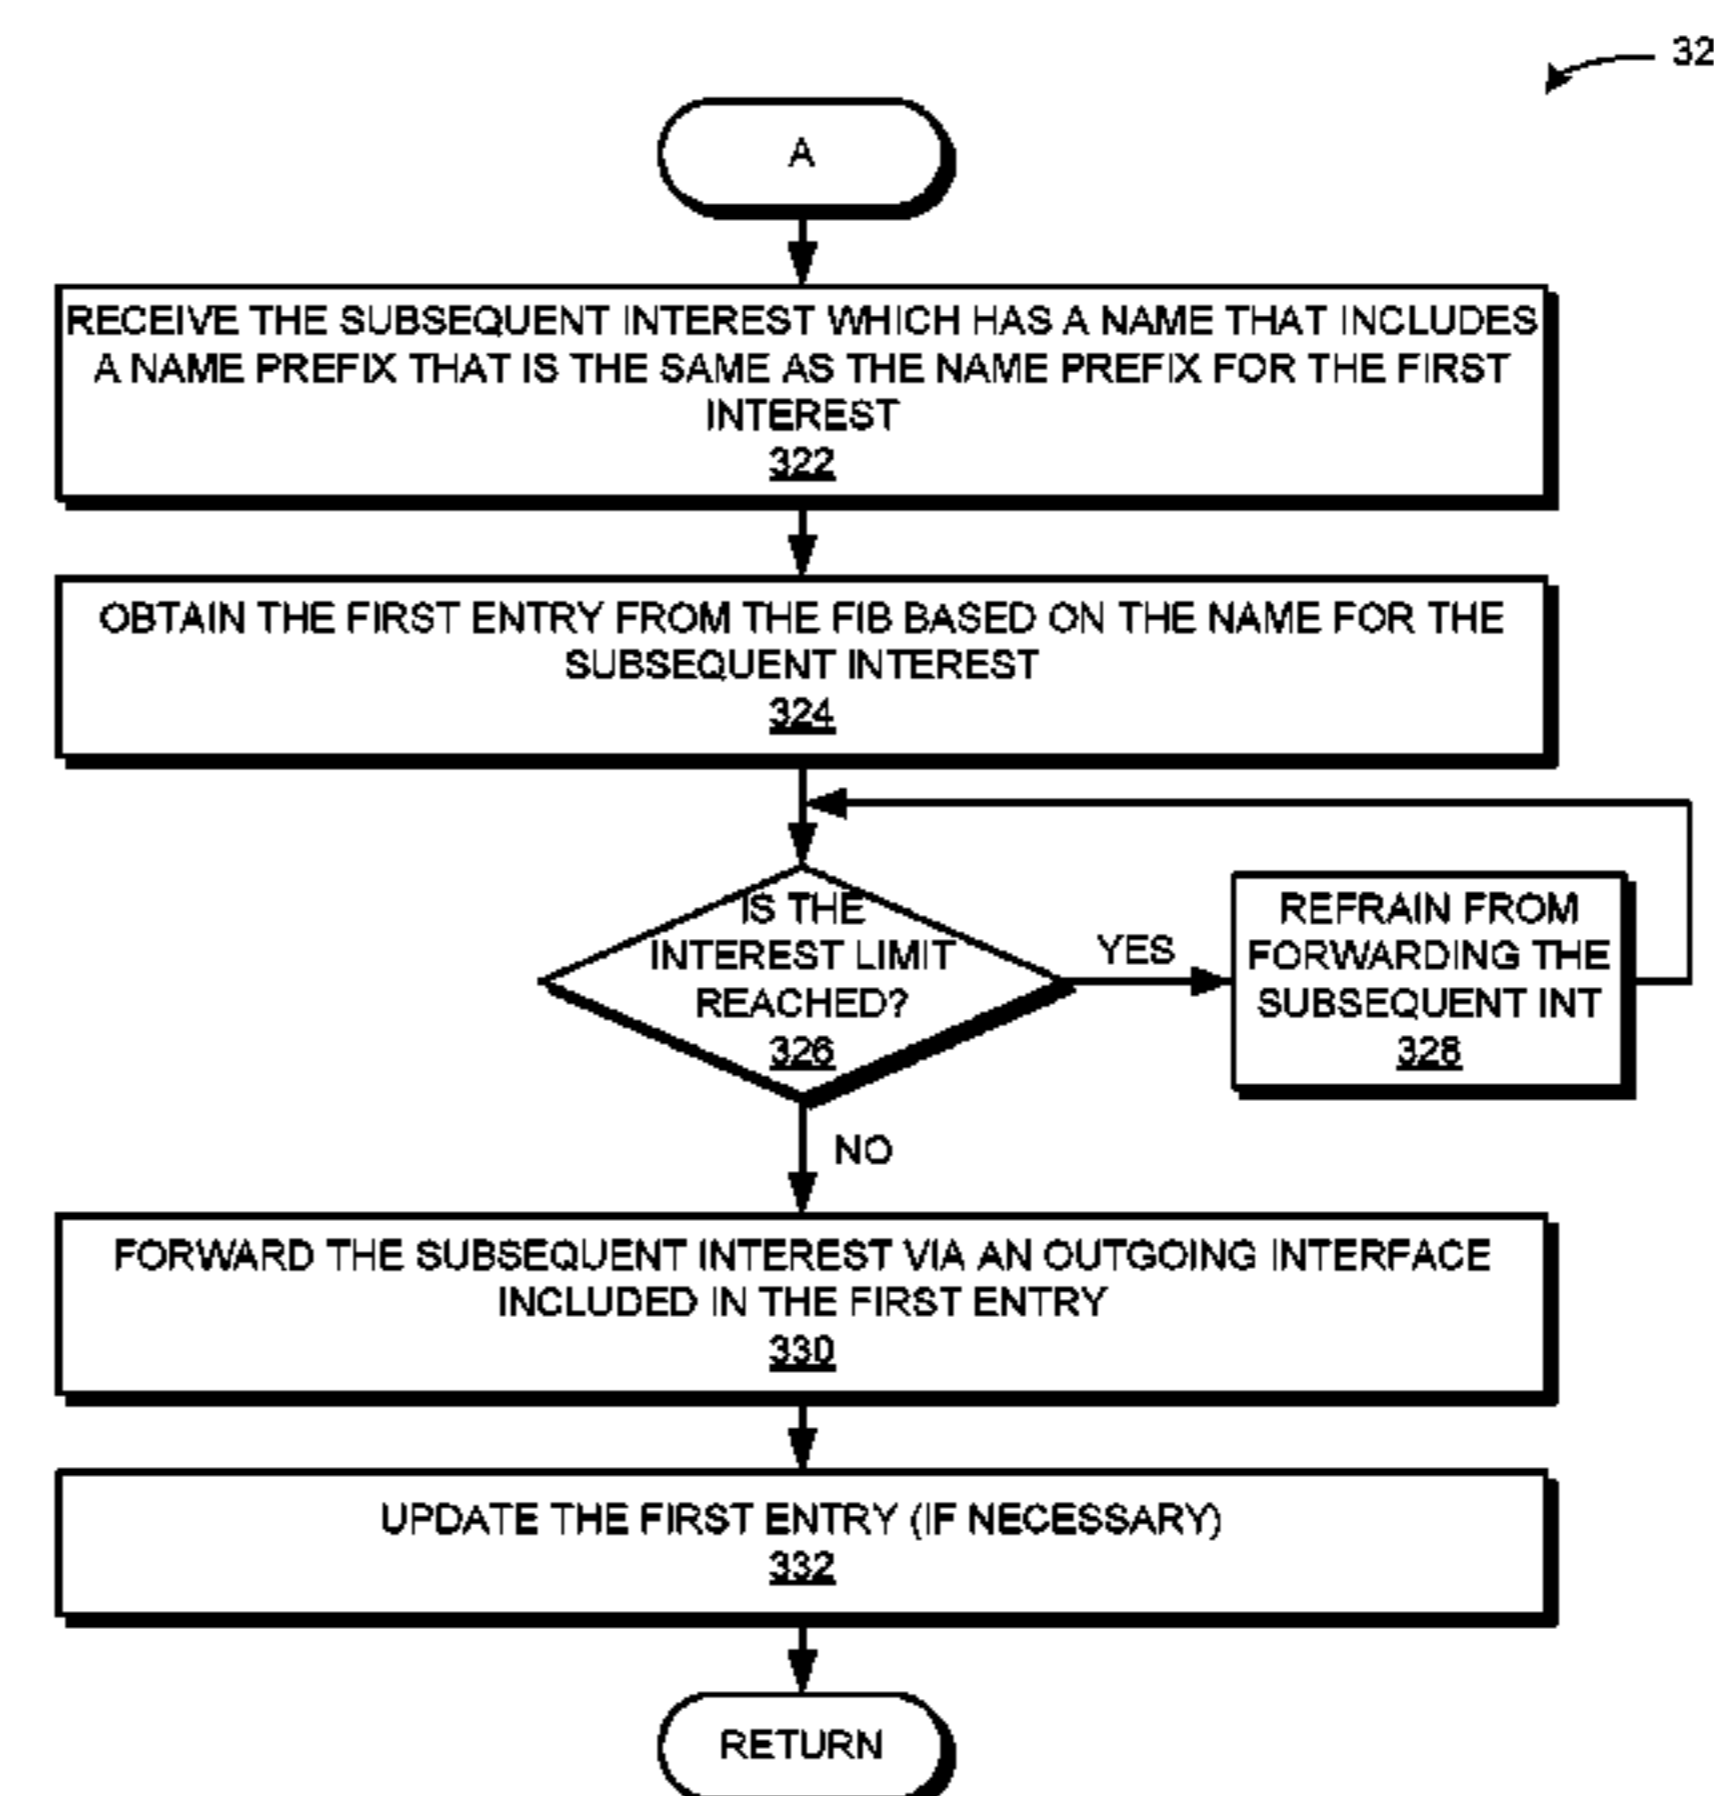 32
A
RECEIVE THE SUBSEQUENT INTEREST WHICH HAS A NAME THAT INCLUDES
A NAME PREFIX THAT IS THE SAME AS THE NAME PREFIX FOR THE FIRST
INTEREST
322
OBTAIN THE FIRST ENTRY FROM THE FIB BASED ON THE NAME FOR THE
SUBSEQUENT INTEREST
324
IS THE
INTEREST LIMIT
REACHED?
326
YES
REFRAIN FROM
FORWARDING THE
SUBSEQUENT INT
328
NO
FORWARD THE SUBSEQUENT INTEREST VIA AN OUTGOING INTERFACE
INCLUDED IN THE FIRST ENTRY
330
UPDATE THE FIRST ENTRY (IF NECESSARY)
332
RETURN